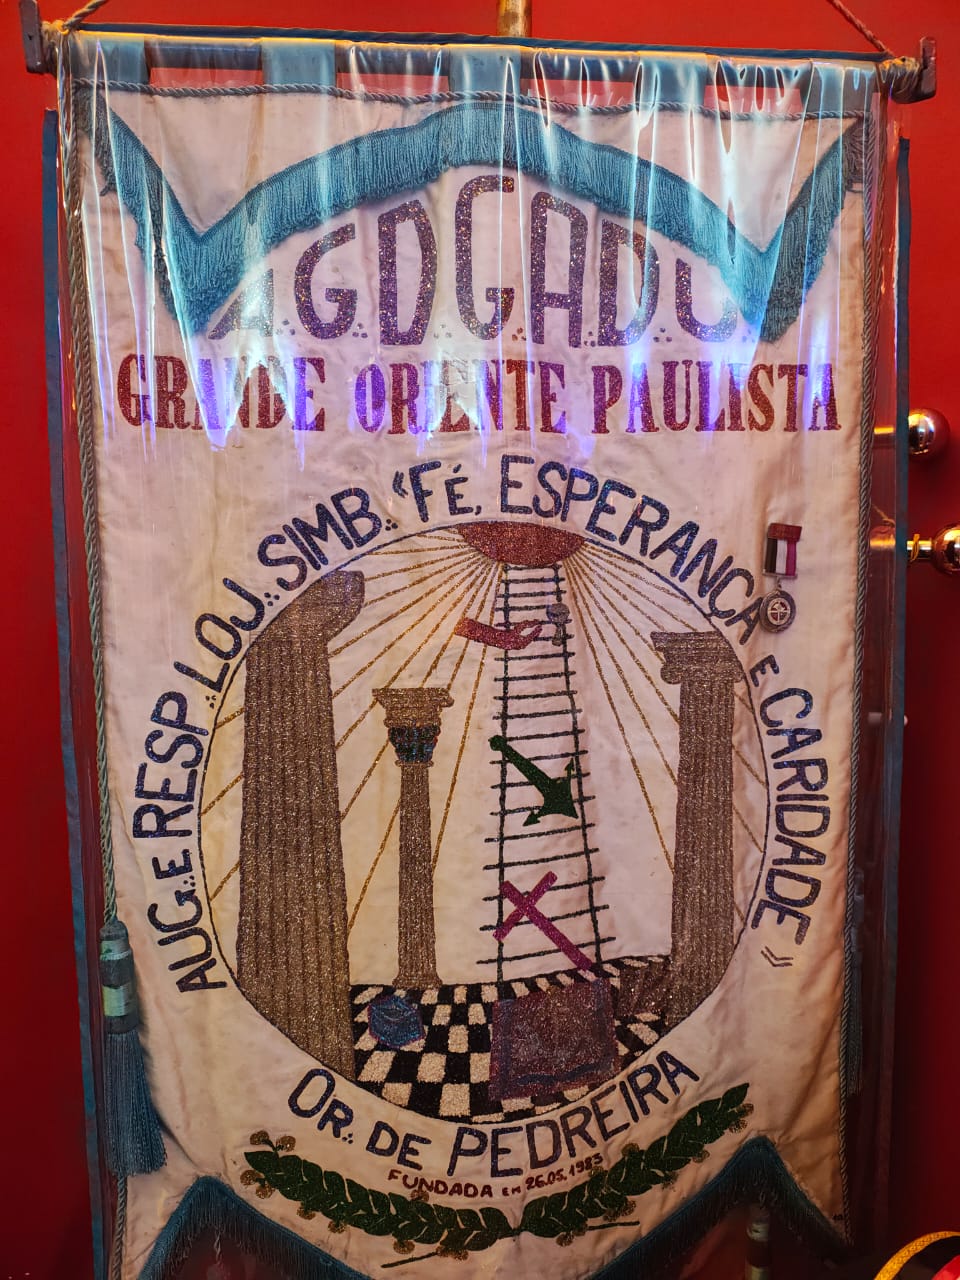 A∴G∴D∴G∴A∴D∴U
GRANDE ORIENTE PAULISTA
AUG∴ E RESP∴ LOJ∴ SIMB∴ “FÉ, ESPERANÇA E CARIDADE”
OR∴ DE PEDREIRA
FUNDADA EM 26.05.1983